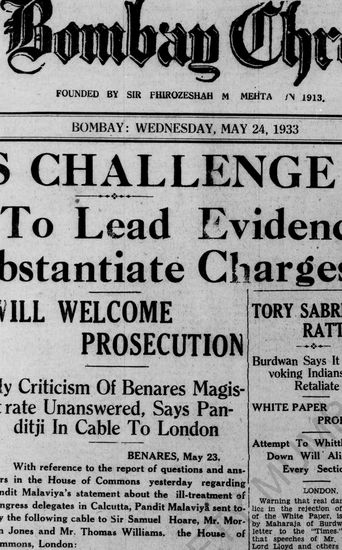 Bombay Chr
FOUNDED BY SIR PHIROZESHAH M MEHTA IN 1913.
BOMBAY: WEDNESDAY, MAY 24, 1933
S CHALLENGE
To Lead Evidenc
bstantiate Charges
WILL WELCOME
PROSECUTION
ly Criticism Of Benares Magis-
trate Unanswered, Says Pan-
ditji In Cable To London
BENARES, May 23.
With reference to the report of questions and ans-
ers in the House of Commons yesterday regarding
andit Malaviya's statement about the ill-treatment of
ongress delegates in Calcutta, Pandit Malaviya sent to-
y the following cable to Sir Samuel Hoare, Mr. Mor-
n Jones and Mr. Thomas Williams. the House of
Commons, London:
TORY SABRE
RATT
Burdwan Says It
voking Indians
Retaliate
WHITE PAPER
PRO
Attempt To Whittl
Down Will Alie
Every Secti
LONDON,
Warning that real dan
lies in the rejection of
of the White Paper, is
by Maharaja of Burdw
letter to the "Times."
that speeches of Mr.
Lord Lloyd and others